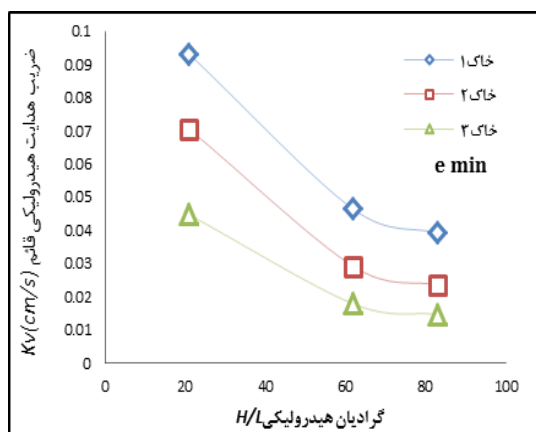 ضریب هدایت هیدرولیکی قائم Kv(cm/s)
0.1
0.09
0.08
0.07
0.06
0.05
0.04
0.03
0.02
0.01
0
خاک۱
خاک۲
خاک۳
e min
0 20 40 60 80 100
گرادیان هیدرولیکیH/L